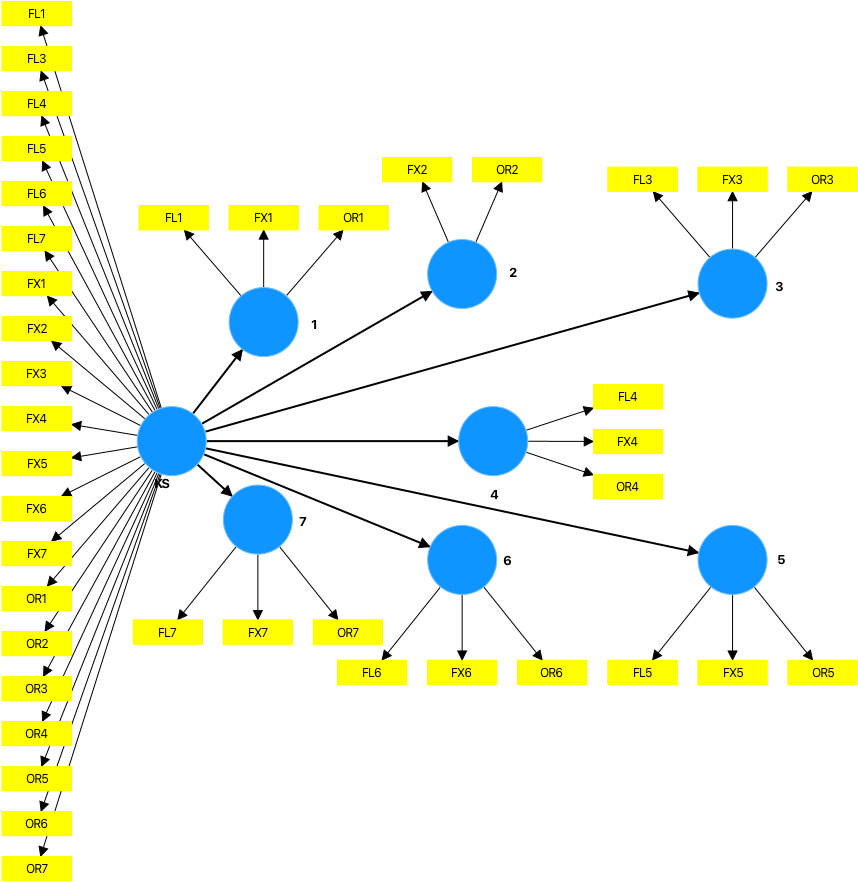 FL1
FL3
FL4
FL5
FL6
FL7
FX1
FX2
FX3
FX4
FX5
FX6
FX7
OR1
OR2
OR3
OR4
OR5
OR6
OR7
KS
FL1 FX1 OR1
1
FX2 OR2
2
FL3 FX3 OR3
3
FL4
FX4
OR4
4
7
FL7 FX7 OR7
6
FL6 FX6 OR6
5
FL5 FX5 OR5